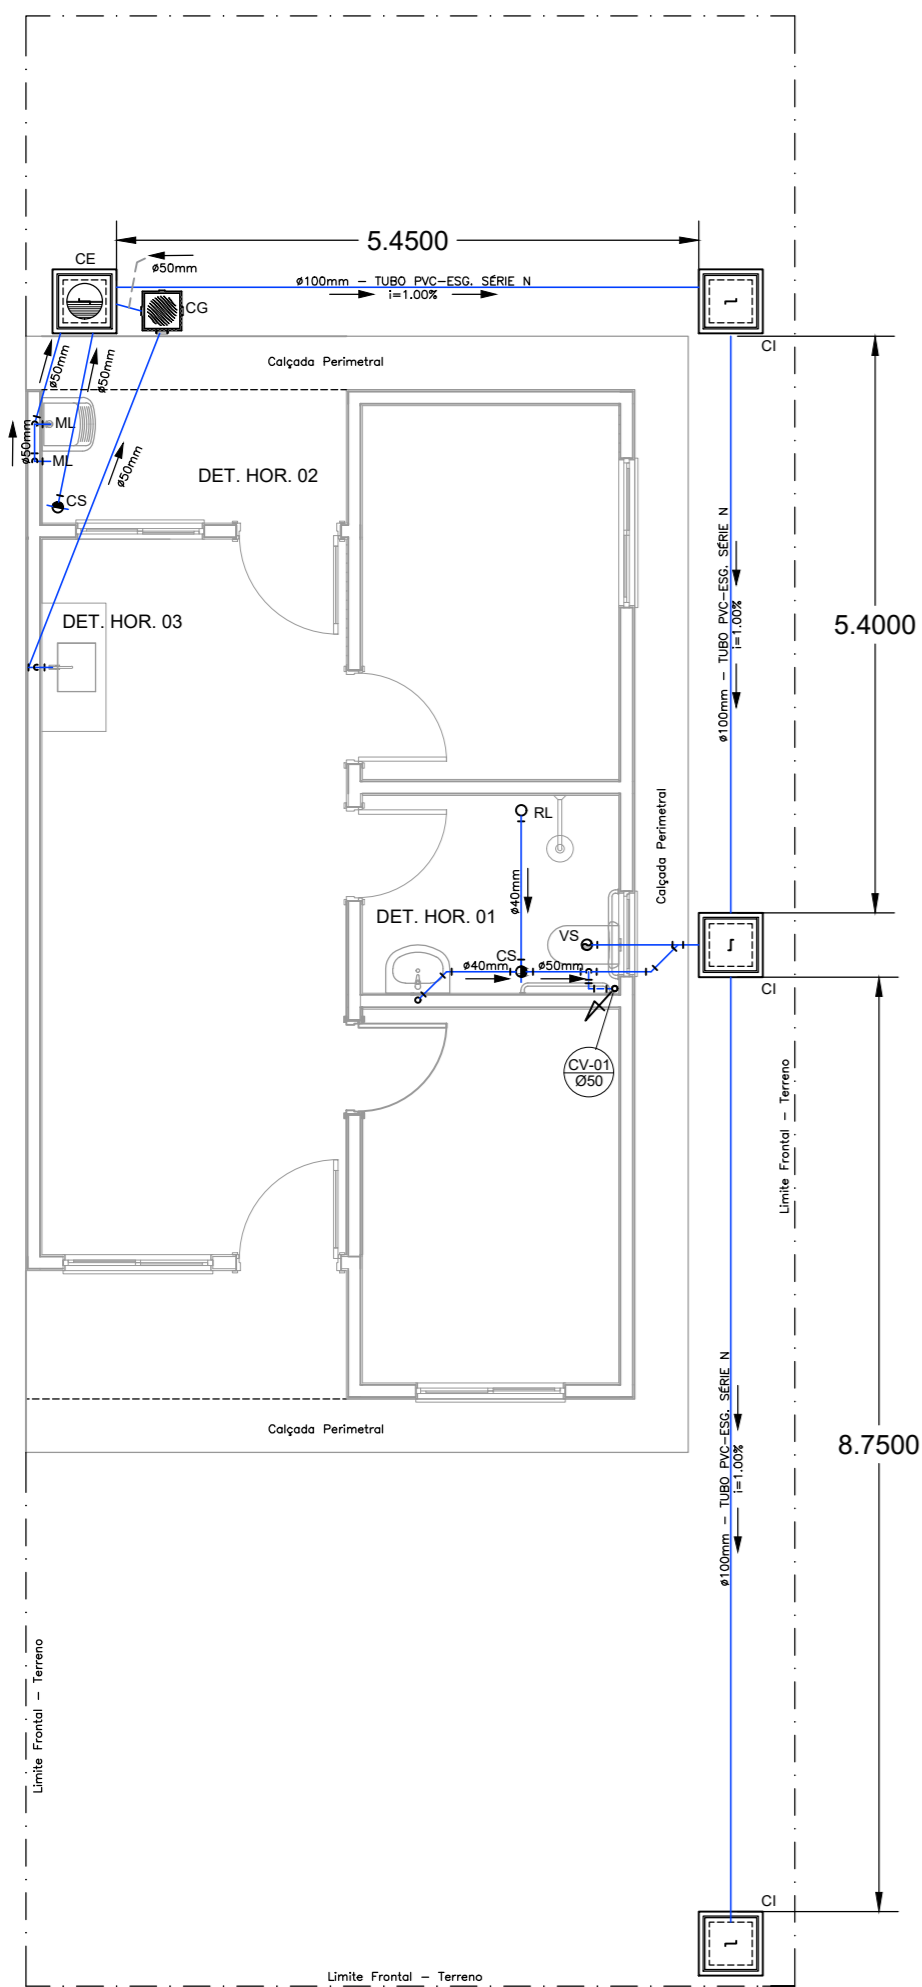 5.4500
CE
ø50mm
ø100mm - TUBO PVC-ESG. SÉRIE N
i=1.00%
CG
CI
Calçada Perimetral
ø50mm
ø50mm
ML
ø50mm
ML
ø50mm
DET. HOR. 02
CS
ø100mm - TUBO PVC-ESG. SÉRIE N
i=1.00%
5.4000
DET. HOR. 03
RL
Calçada Perimetral
ø40mm
DET. HOR. 01
VS
CS
ø40mm
ø50mm
CI
CV-01
Ø50
Limite Frontal - Terreno
ø100mm - TUBO PVC-ESG. SÉRIE N
i=1.00%
Calçada Perimetral
8.7500
Limite Frontal - Terreno
CI
Limite Frontal - Terreno